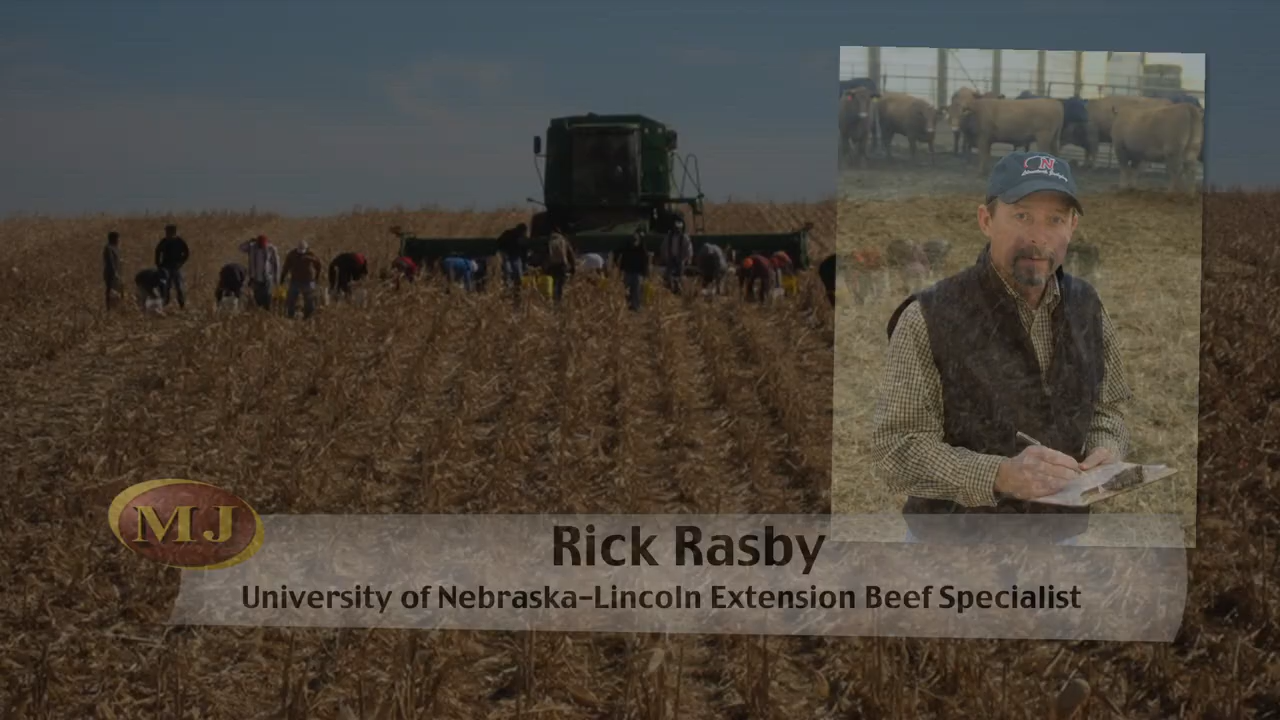 N
MJ
Rick Rasby
University of Nebraska-Lincoln Extension Beef Specialist